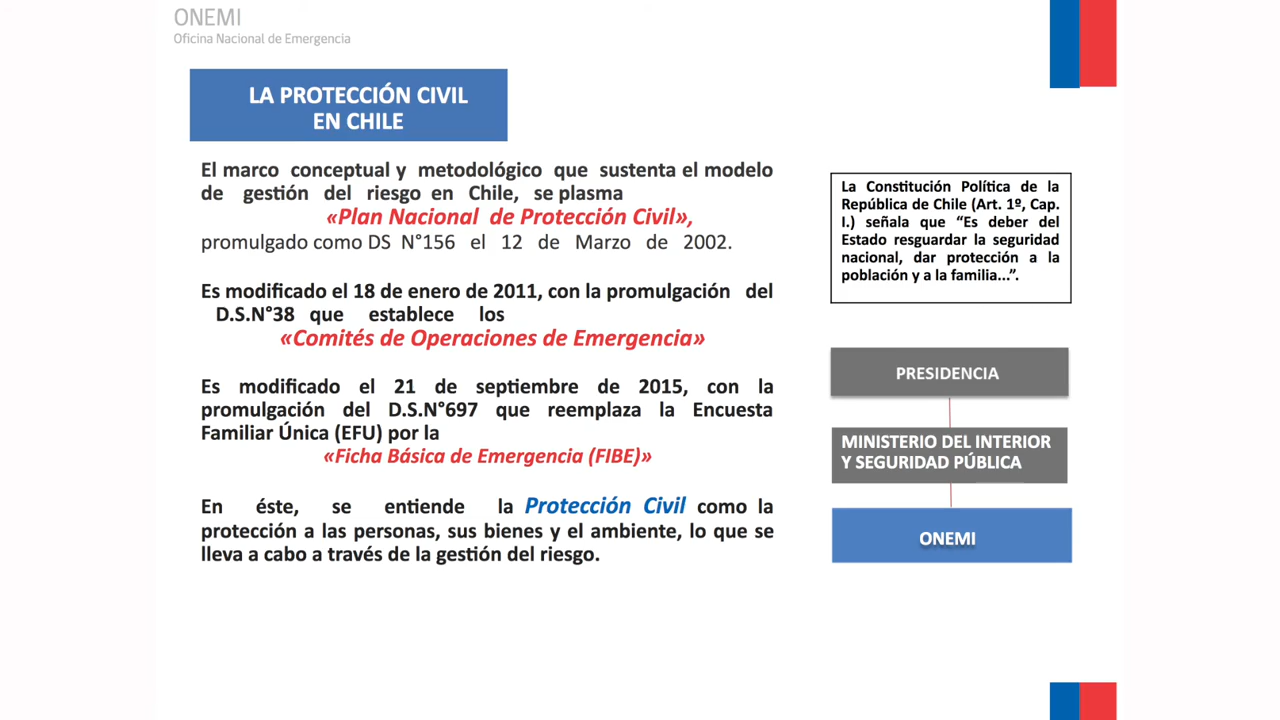 ONEMI
Oficina Nacional de Emergencia
LA PROTECCIÓN CIVIL
EN CHILE
El marco conceptual y metodológico que sustenta el modelo
de gestión del riesgo en Chile, se plasma
«Plan Nacional de Protección Civil»,
promulgado como DS N°156 el 12 de Marzo de 2002.
Es modificado el 18 de enero de 2011, con la promulgación del
D.S.N°38 que establece los
«Comités de Operaciones de Emergencia»
Es modificado el 21 de septiembre de 2015, con la
promulgación del D.S.N°697 que reemplaza la Encuesta
Familiar Única (EFU) por la
«Ficha Básica de Emergencia (FIBE)»
En éste, se entiende la Protección Civil como la
protección a las personas, sus bienes y el ambiente, lo que se
lleva a cabo a través de la gestión del riesgo.
La Constitución Política de la
República de Chile (Art. 1º, Cap.
I.) señala que “Es deber del
Estado resguardar la seguridad
nacional, dar protección a la
población y a la familia...”.
PRESIDENCIA
MINISTERIO DEL INTERIOR
Y SEGURIDAD PÚBLICA
ONEMI